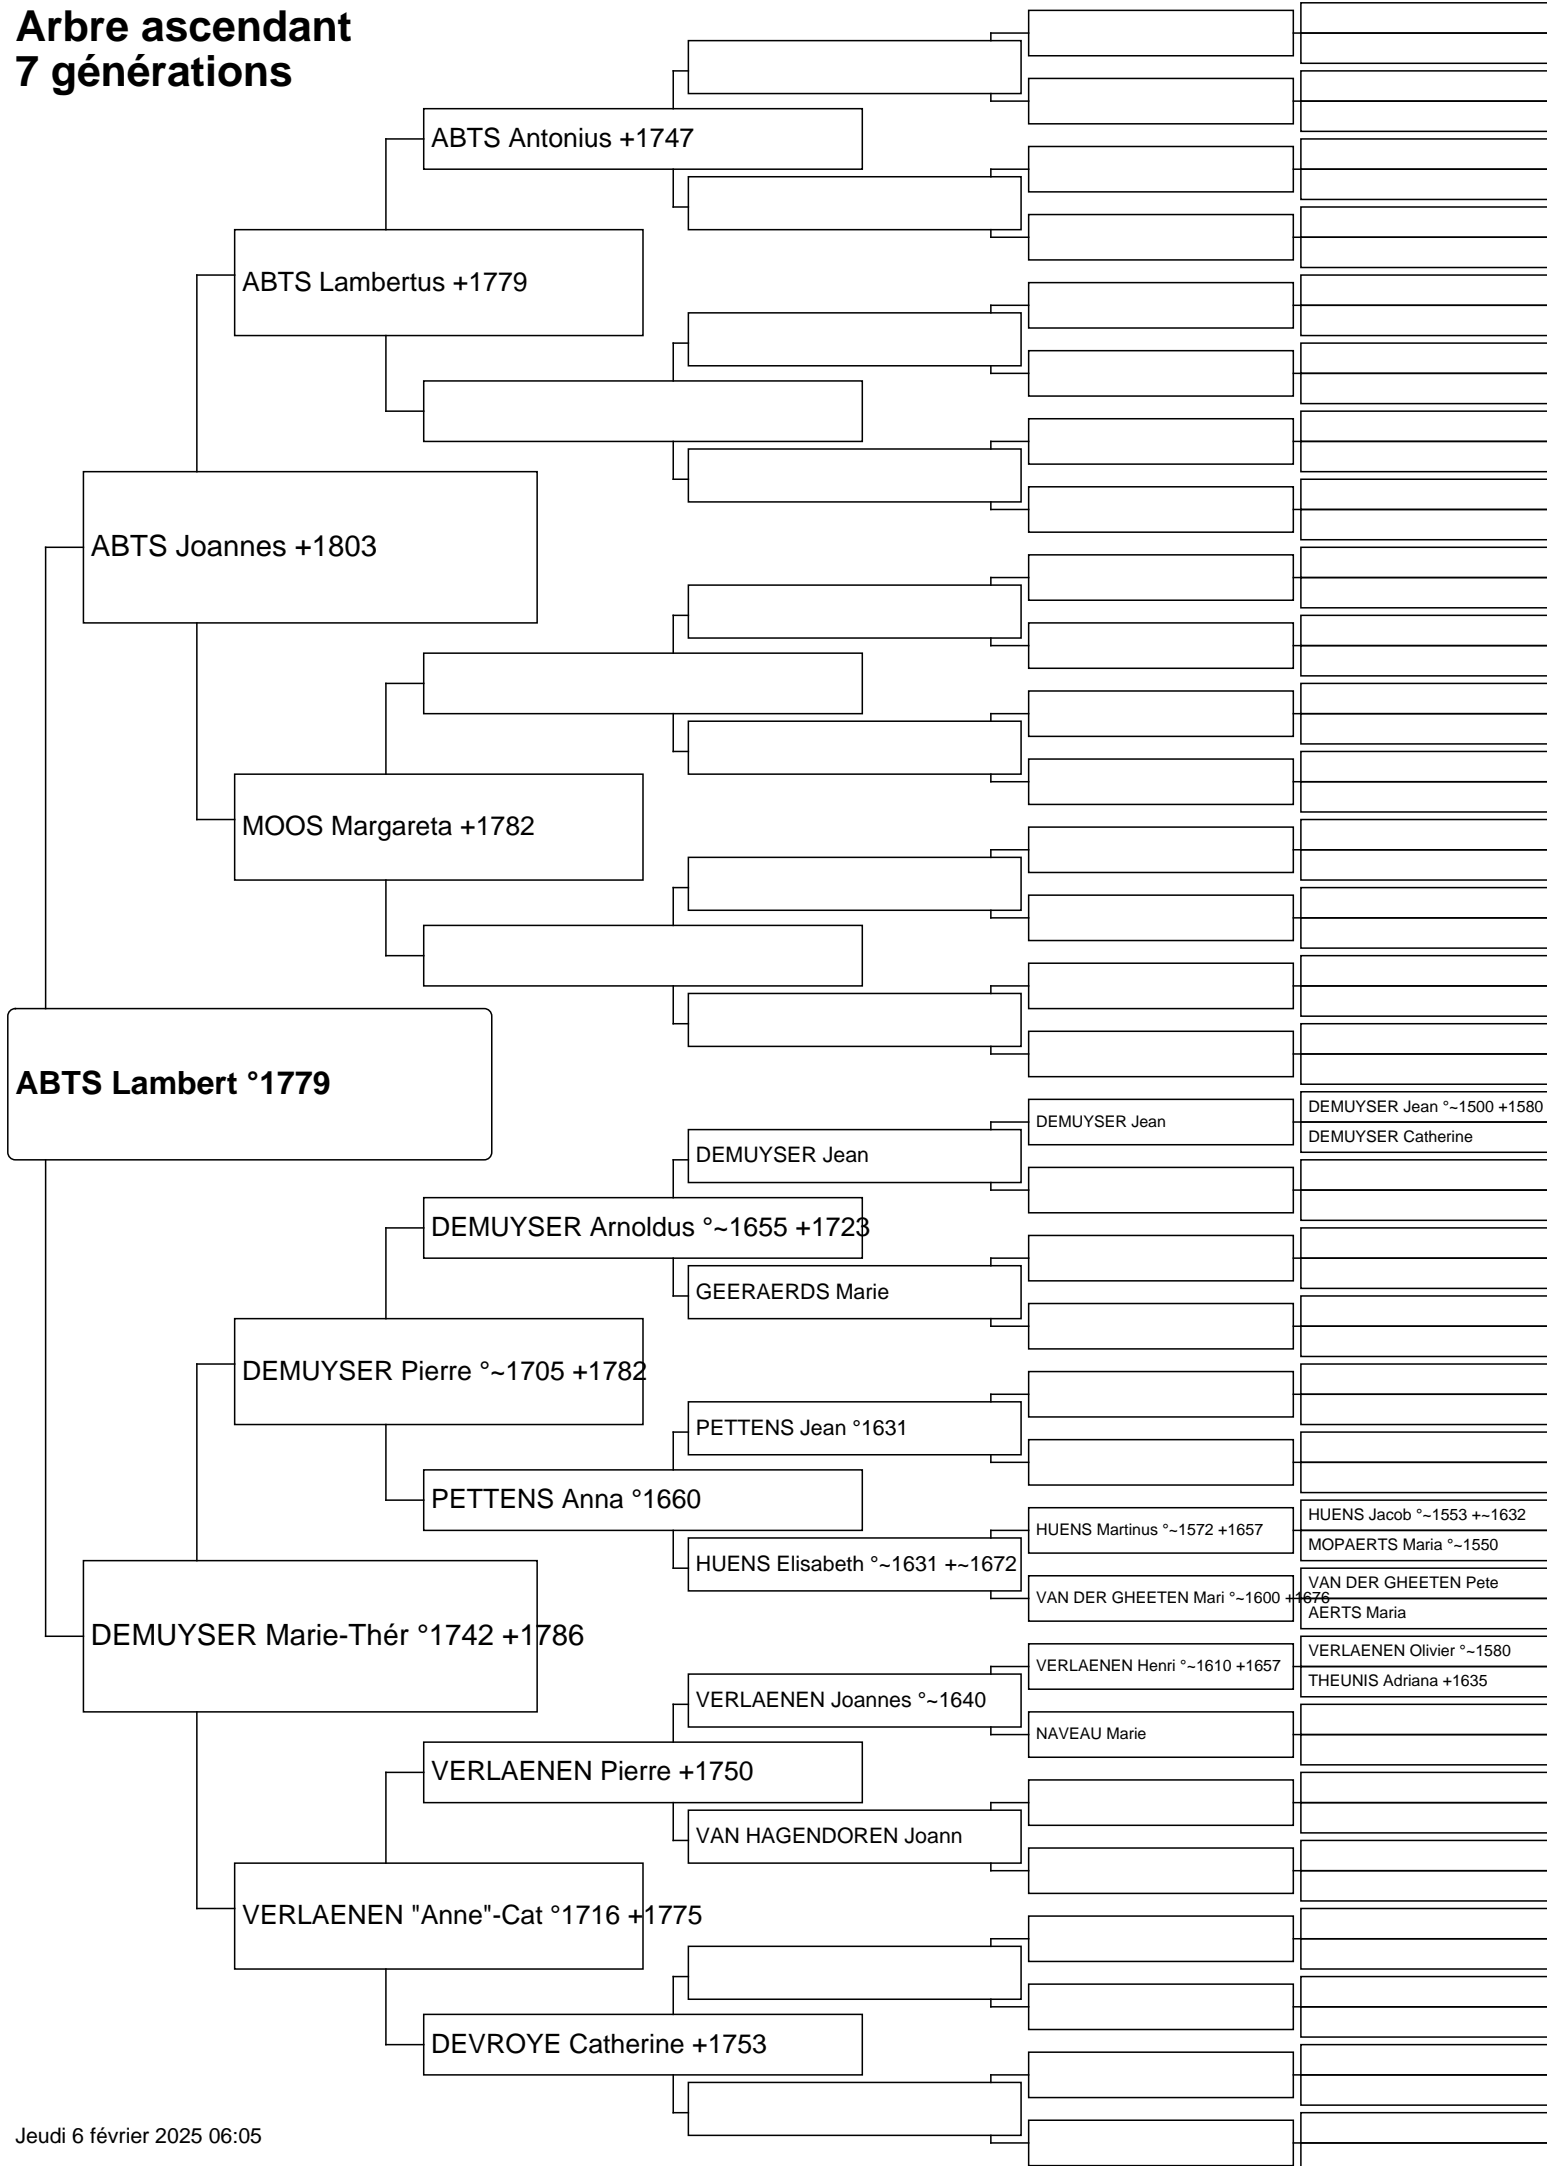 Arbre ascendant
7 générations
ABTS Antonius +1747
ABTS Lambertus +1779
ABTS Joannes +1803
MOOS Margareta +1782
ABTS Lambert °1779
DEMUYSER Jean °~1500 +1580
DEMUYSER Jean
DEMUYSER Catherine
DEMUYSER Jean
DEMUYSER Arnoldus °~1655 +1723
GEERAERDS Marie
DEMUYSER Pierre °~1705 +1782
PETTENS Jean °1631
PETTENS Anna °1660
HUENS Jacob °~1553 +~1632
HUENS Martinus °~1572 +1657
MOPAERTS Maria °~1550
HUENS Elisabeth °~1631 +~1672
VAN DER GHEETEN Pete
VAN DER GHEETEN Mari °~1600 +1676
AERTS Maria
DEMUYSER Marie-Thér °1742 +1786
VERLAENEN Olivier °~1580
VERLAENEN Henri °~1610 +1657
THEUNIS Adriana +1635
VERLAENEN Joannes °~1640
NAVEAU Marie
VERLAENEN Pierre +1750
VAN HAGENDOREN Joann
VERLAENEN "Anne"-Cat °1716 +1775
DEVROYE Catherine +1753
Jeudi 6 février 2025 06:05